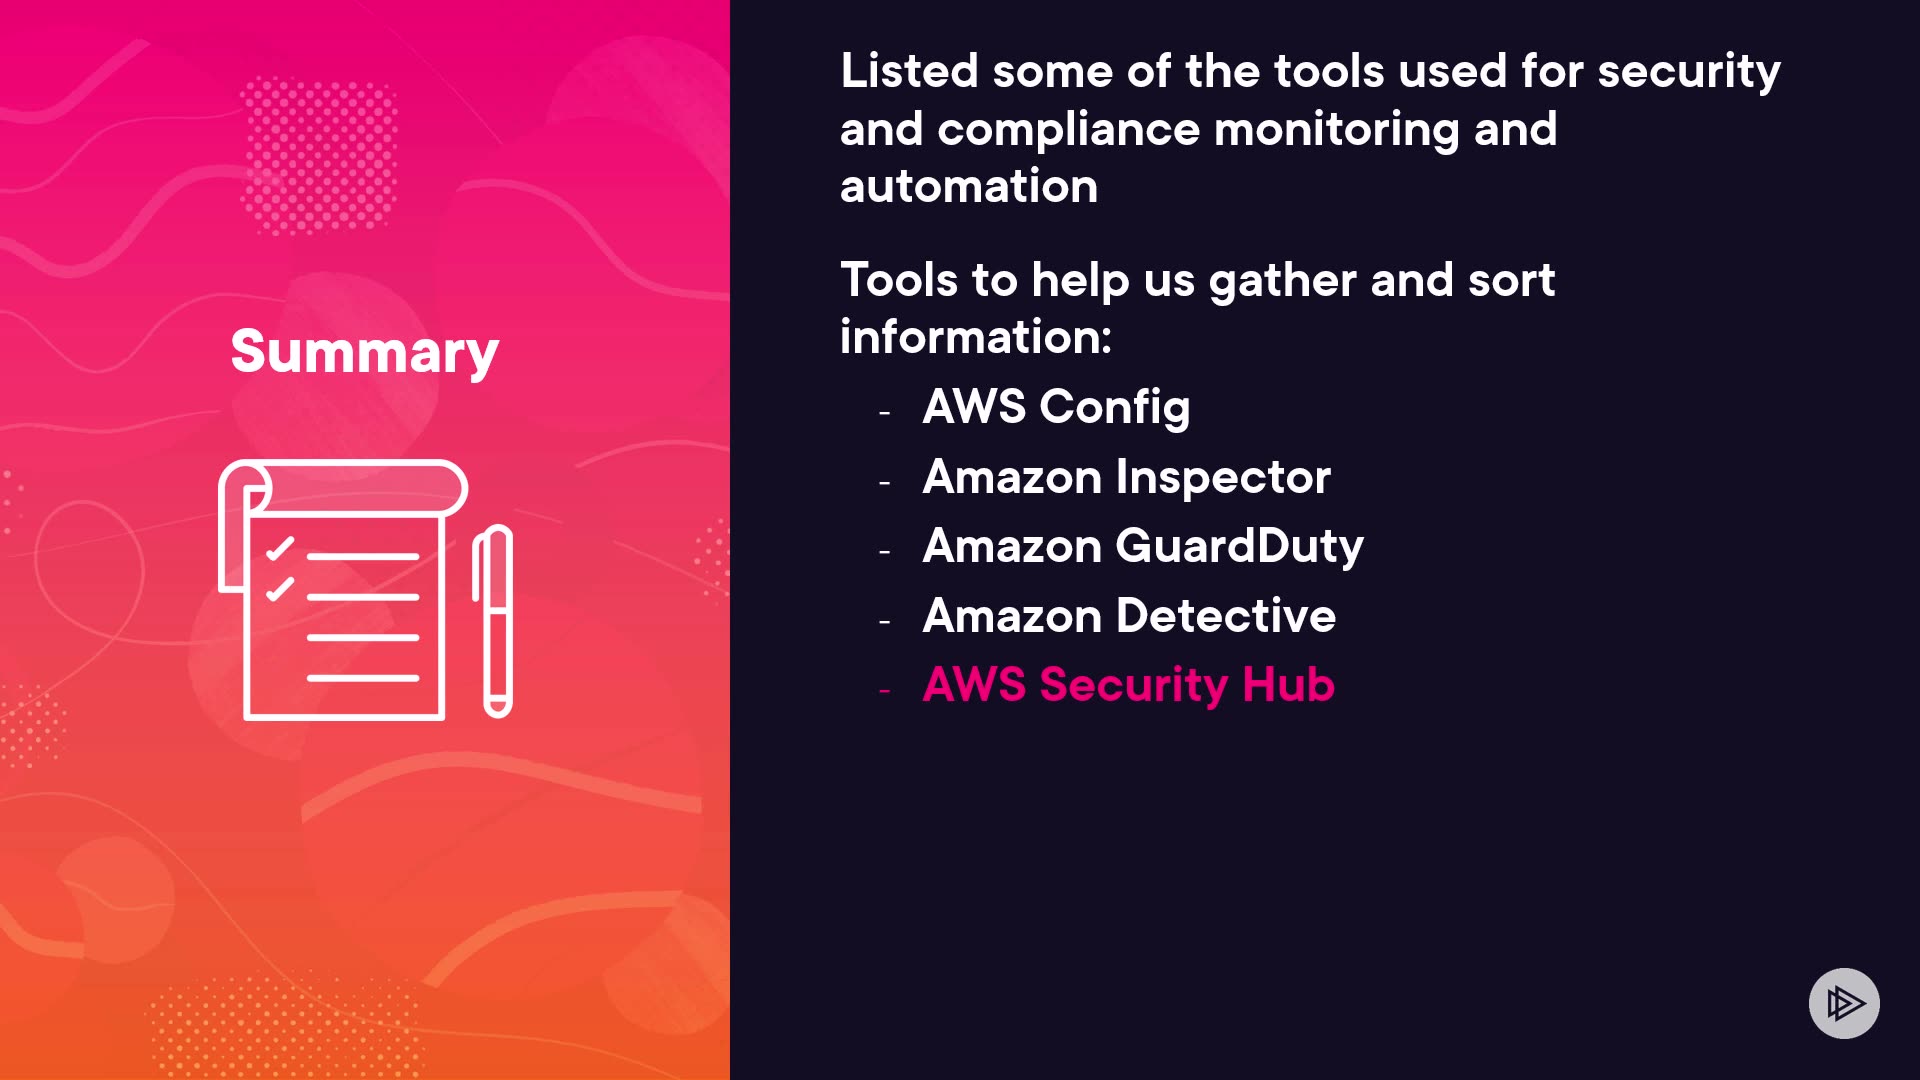 Summary
Listed some of the tools used for security
and compliance monitoring and
automation
Tools to help us gather and sort
information:
- AWS Config
- Amazon Inspector
- Amazon GuardDuty
- Amazon Detective
- AWS Security Hub